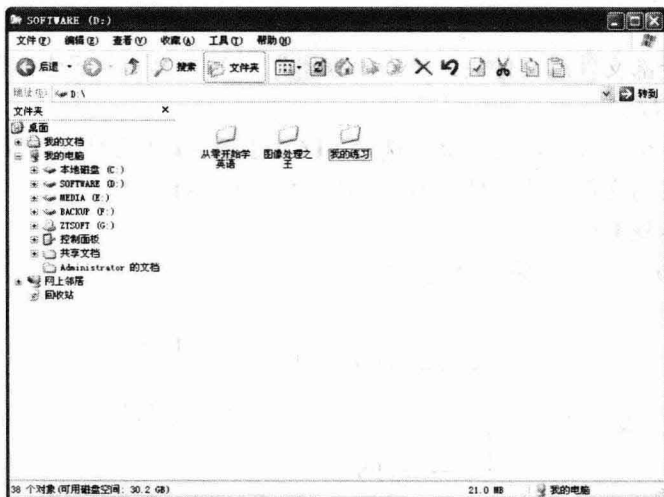 SOFTWARE (D:)
文件(F) 编辑(E) 查看(V) 收藏(A) 工具(T) 帮助(H)
后退 搜索 文件夹
地址(D) D:\ 转到
文件夹 ×
桌面
我的文档
我的电脑
本地磁盘 (C:)
SOFTWARE (D:)
MEDIA (E:)
BACKUP (F:)
ZTSOFT (G:)
控制面板
共享文档
Administrator 的文档
网上邻居
回收站
从零开始学英语
图像处理之王
我的练习
38 个对象(可用磁盘空间: 30.2 GB) 21.0 MB 我的电脑